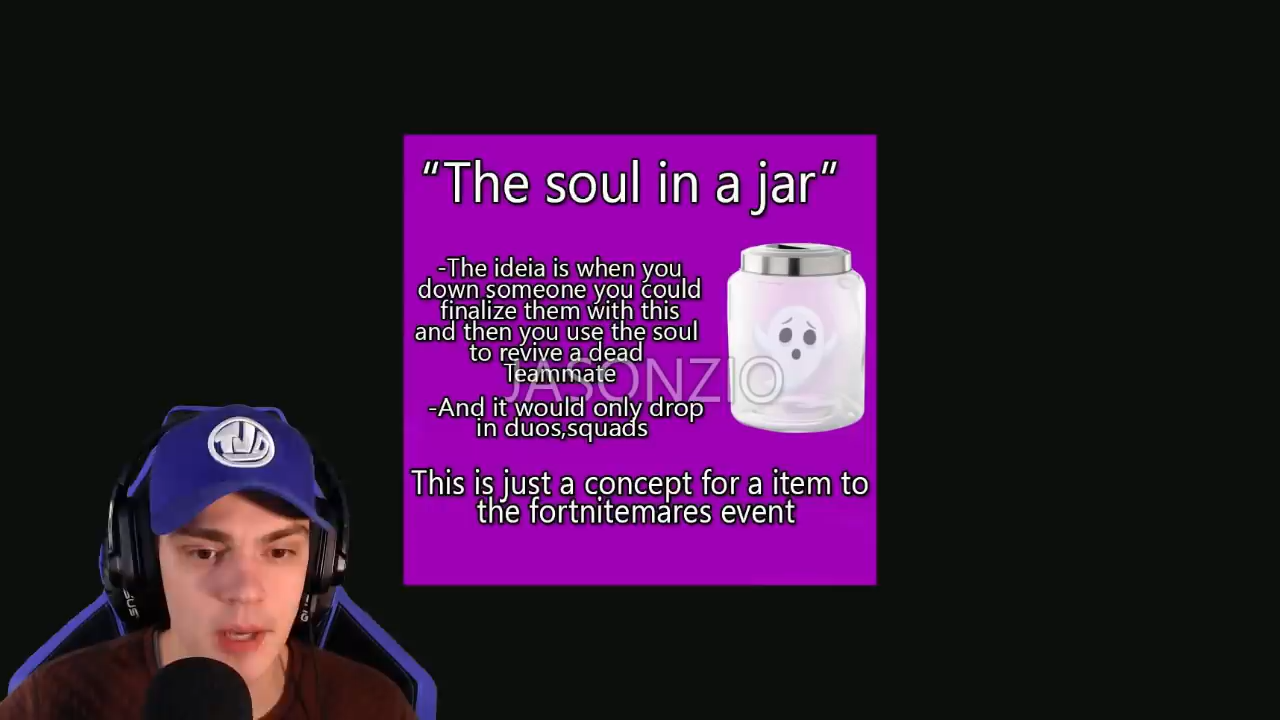 “The soul in a jar”
-The ideia is when you
down someone you could
finalize them with this
and then you use the soul
to revive a dead
Teammate
JASONZIO
-And it would only drop
in duos,squads
This is just a concept for a item to
the fortnitemares event